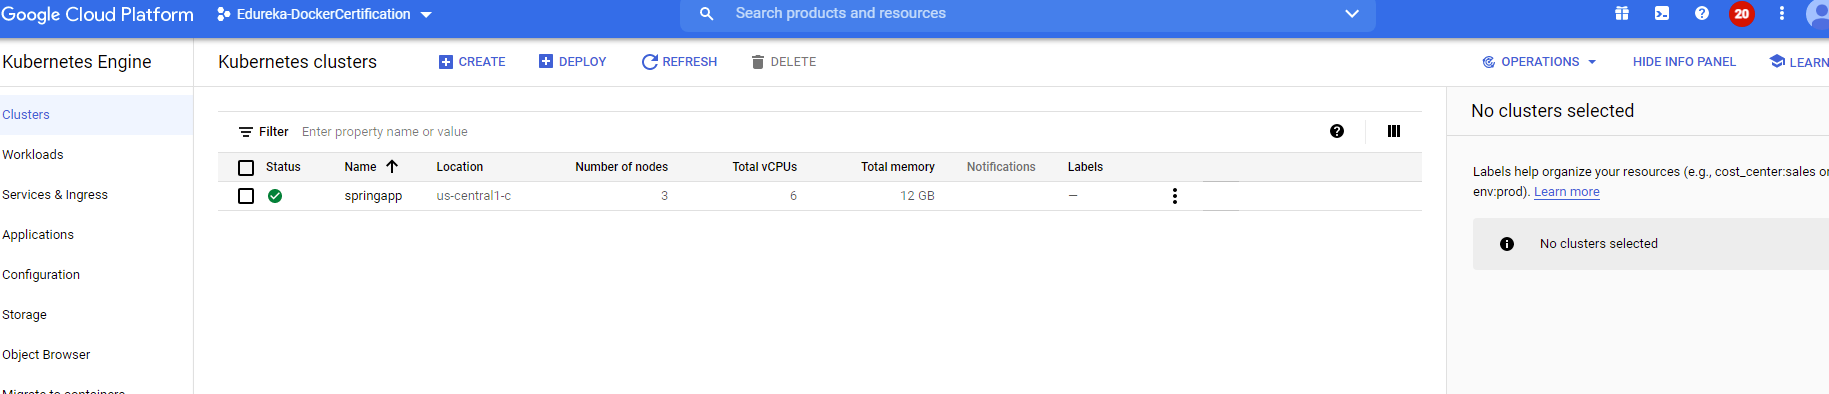 Google Cloud Platform
Edureka-DockerCertification
Search products and resources
20
Kubernetes Engine
Kubernetes clusters
CREATE
DEPLOY
REFRESH
DELETE
OPERATIONS
HIDE INFO PANEL
LEARN
Clusters
Workloads
Services & Ingress
Applications
Configuration
Storage
Object Browser
Migrate to containers
Filter Enter property name or value
Status Name Location Number of nodes Total vCPUs Total memory Notifications Labels
springapp us-central1-c 3 6 12 GB —
No clusters selected
Labels help organize your resources (e.g., cost_center:sales or
env:prod). Learn more
No clusters selected